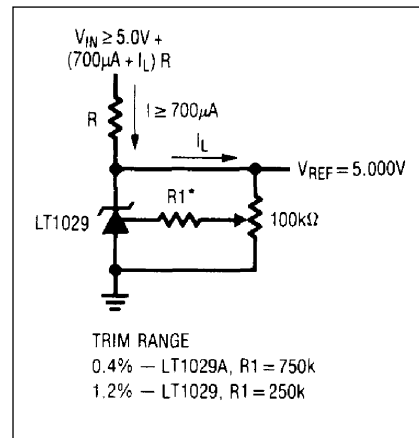 V_IN ≥ 5.0V +
(700µA + I_L) R
R
I ≥ 700µA
I_L
V_REF = 5.000V
LT1029
R1*
100kΩ
TRIM RANGE
0.4% — LT1029A, R1 = 750k
1.2% — LT1029, R1 = 250k